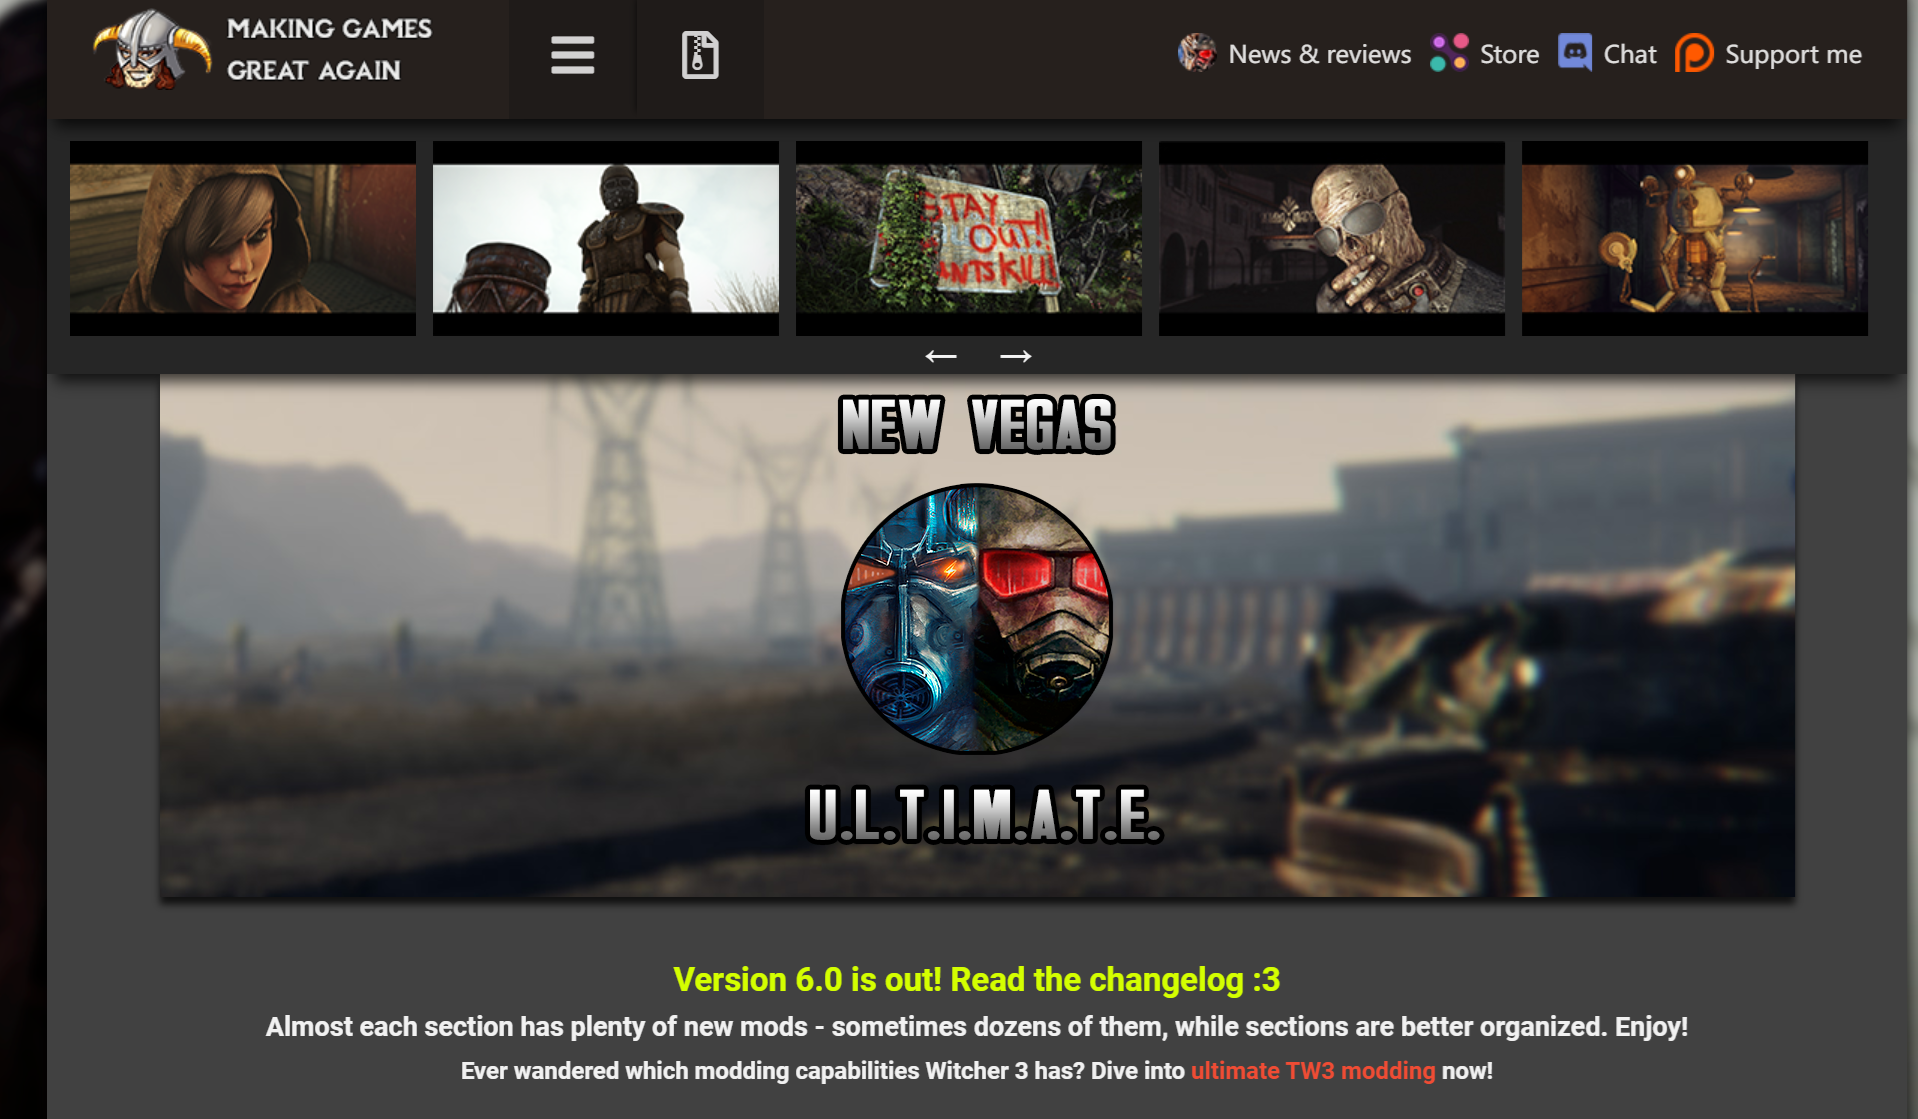 MAKING GAMES
GREAT AGAIN
News & reviews
Store
Chat
Support me
STAY
OUT!!
ANTS KILL!
NEW VEGAS
U.L.T.I.M.A.T.E.
Version 6.0 is out! Read the changelog :3
Almost each section has plenty of new mods - sometimes dozens of them, while sections are better organized. Enjoy!
Ever wandered which modding capabilities Witcher 3 has? Dive into ultimate TW3 modding now!